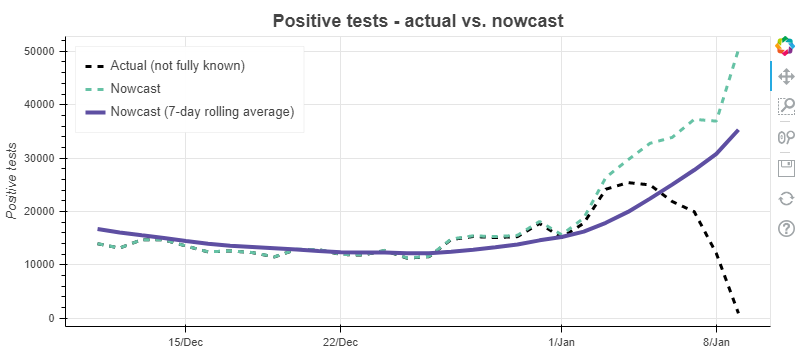 Positive tests - actual vs. nowcast
Actual (not fully known)
Nowcast
Nowcast (7-day rolling average)
Positive tests
50000
40000
30000
20000
10000
0
15/Dec
22/Dec
1/Jan
8/Jan